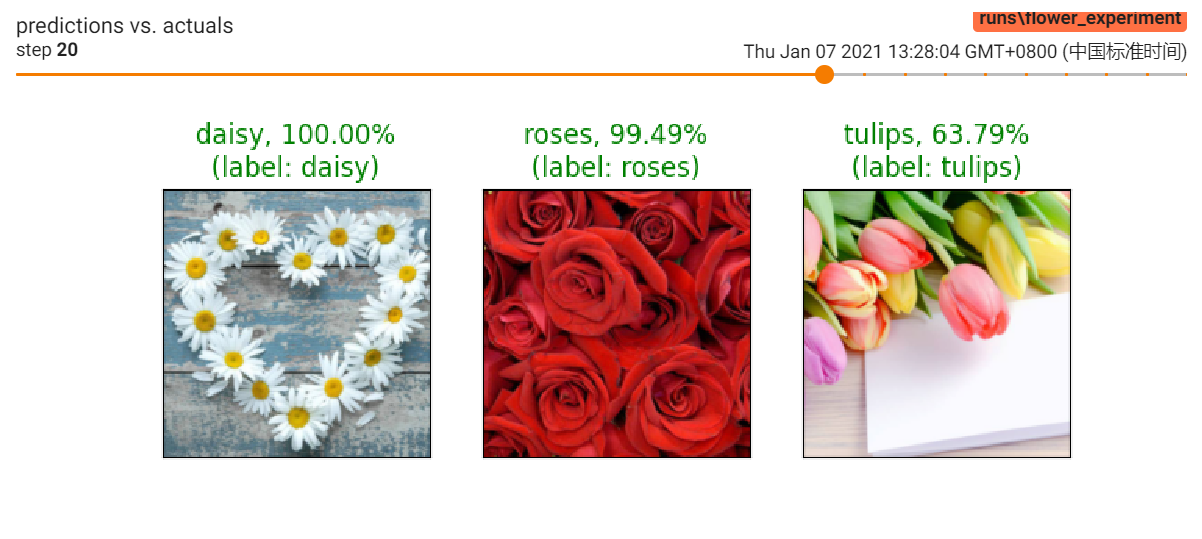 predictions vs. actuals
runs\flower_experiment
step 20
Thu Jan 07 2021 13:28:04 GMT+0800 (中国标准时间)
daisy, 100.00%
(label: daisy)
roses, 99.49%
(label: roses)
tulips, 63.79%
(label: tulips)